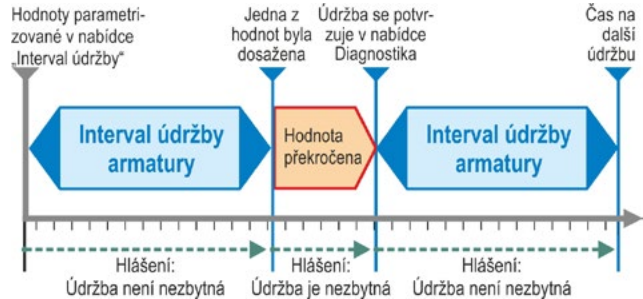 Hodnoty parametri-
zované v nabídce
„Interval údržby“
Jedna z
hodnot byla
dosažena
Údržba se potvr-
zuje v nabídce
Diagnostika
Čas na
další
údržbu
Interval údržby
armatury
Hodnota
překročena
Interval údržby
armatury
Hlášení:
Údržba není nezbytná
Hlášení:
Údržba je nezbytná
Hlášení:
Údržba není nezbytná